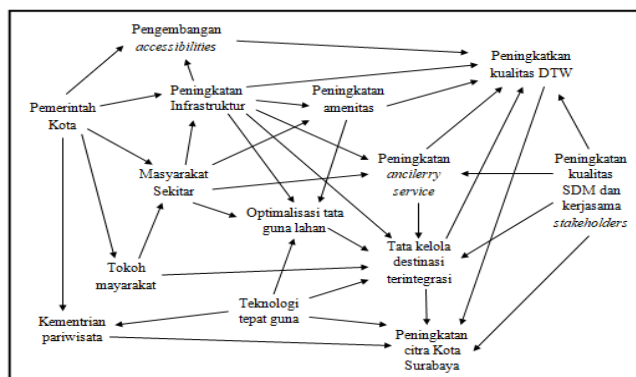 Pengembangan
accessibilities
Peningkatkan
kualitas DTW
Pemerintah
Kota
Peningkatan
Infrastruktur
Peningkatan
amenitas
Masyarakat
Sekitar
Peningkatan
ancilerry
service
Peningkatan
kualitas
SDM dan
kerjasama
stakeholders
Optimalisasi tata
guna lahan
Tata kelola
destinasi
terintegrasi
Tokoh
mayarakat
Teknologi
tepat guna
Kementrian
pariwisata
Peningkatan
citra Kota
Surabaya